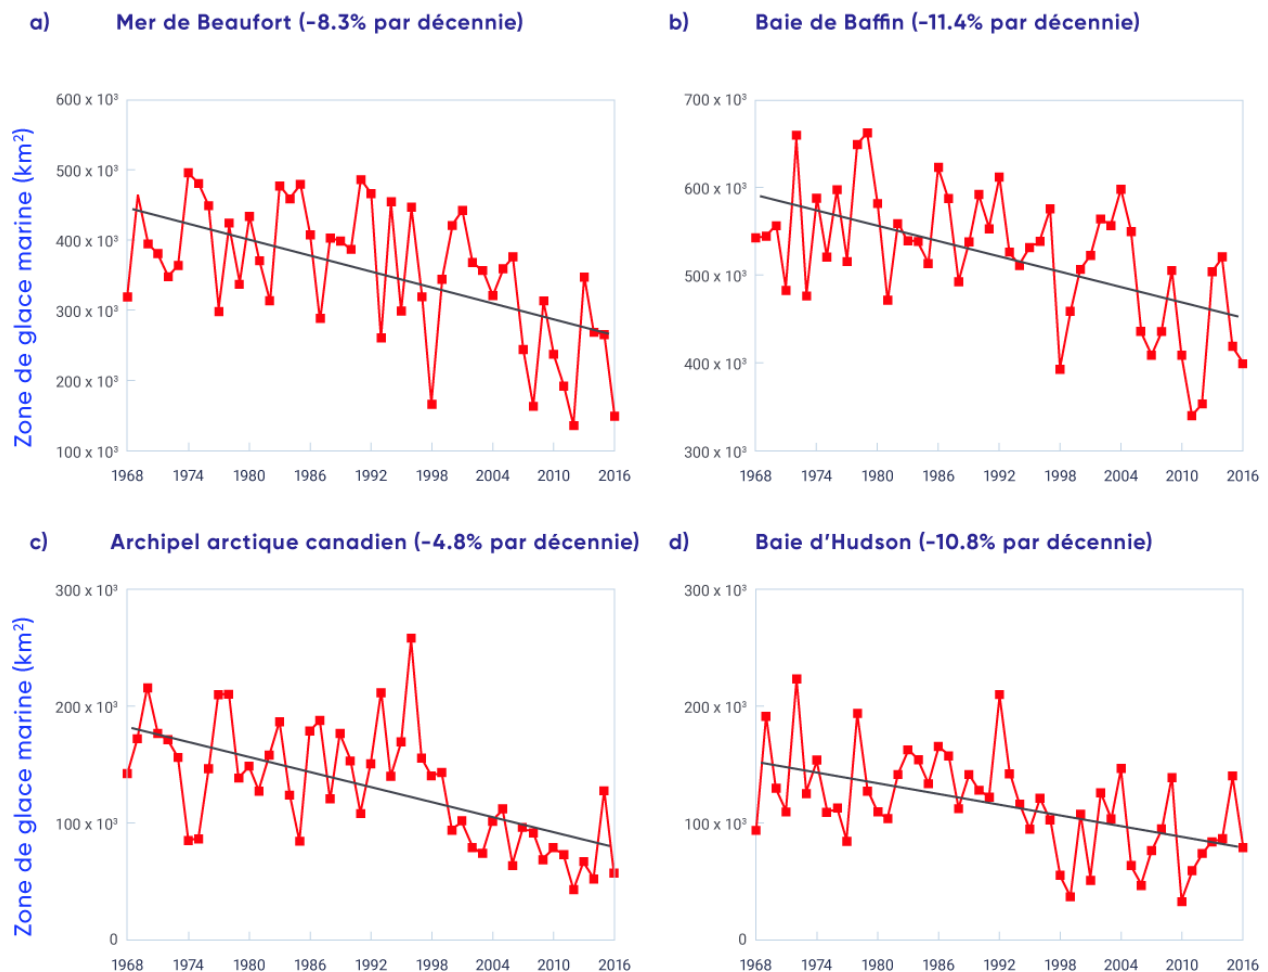 a) Mer de Beaufort (-8.3% par décennie)
Zone de glace marine (km²)
600 x 10³
500 x 10³
400 x 10³
300 x 10³
200 x 10³
100 x 10³
1968 1974 1980 1986 1992 1998 2004 2010 2016
b) Baie de Baffin (-11.4% par décennie)
700 x 10³
600 x 10³
500 x 10³
400 x 10³
300 x 10³
1968 1974 1980 1986 1992 1998 2004 2010 2016
c) Archipel arctique canadien (-4.8% par décennie)
Zone de glace marine (km²)
300 x 10³
200 x 10³
100 x 10³
0
1968 1974 1980 1986 1992 1998 2004 2010 2016
d) Baie d'Hudson (-10.8% par décennie)
300 x 10³
200 x 10³
100 x 10³
0
1968 1974 1980 1986 1992 1998 2004 2010 2016